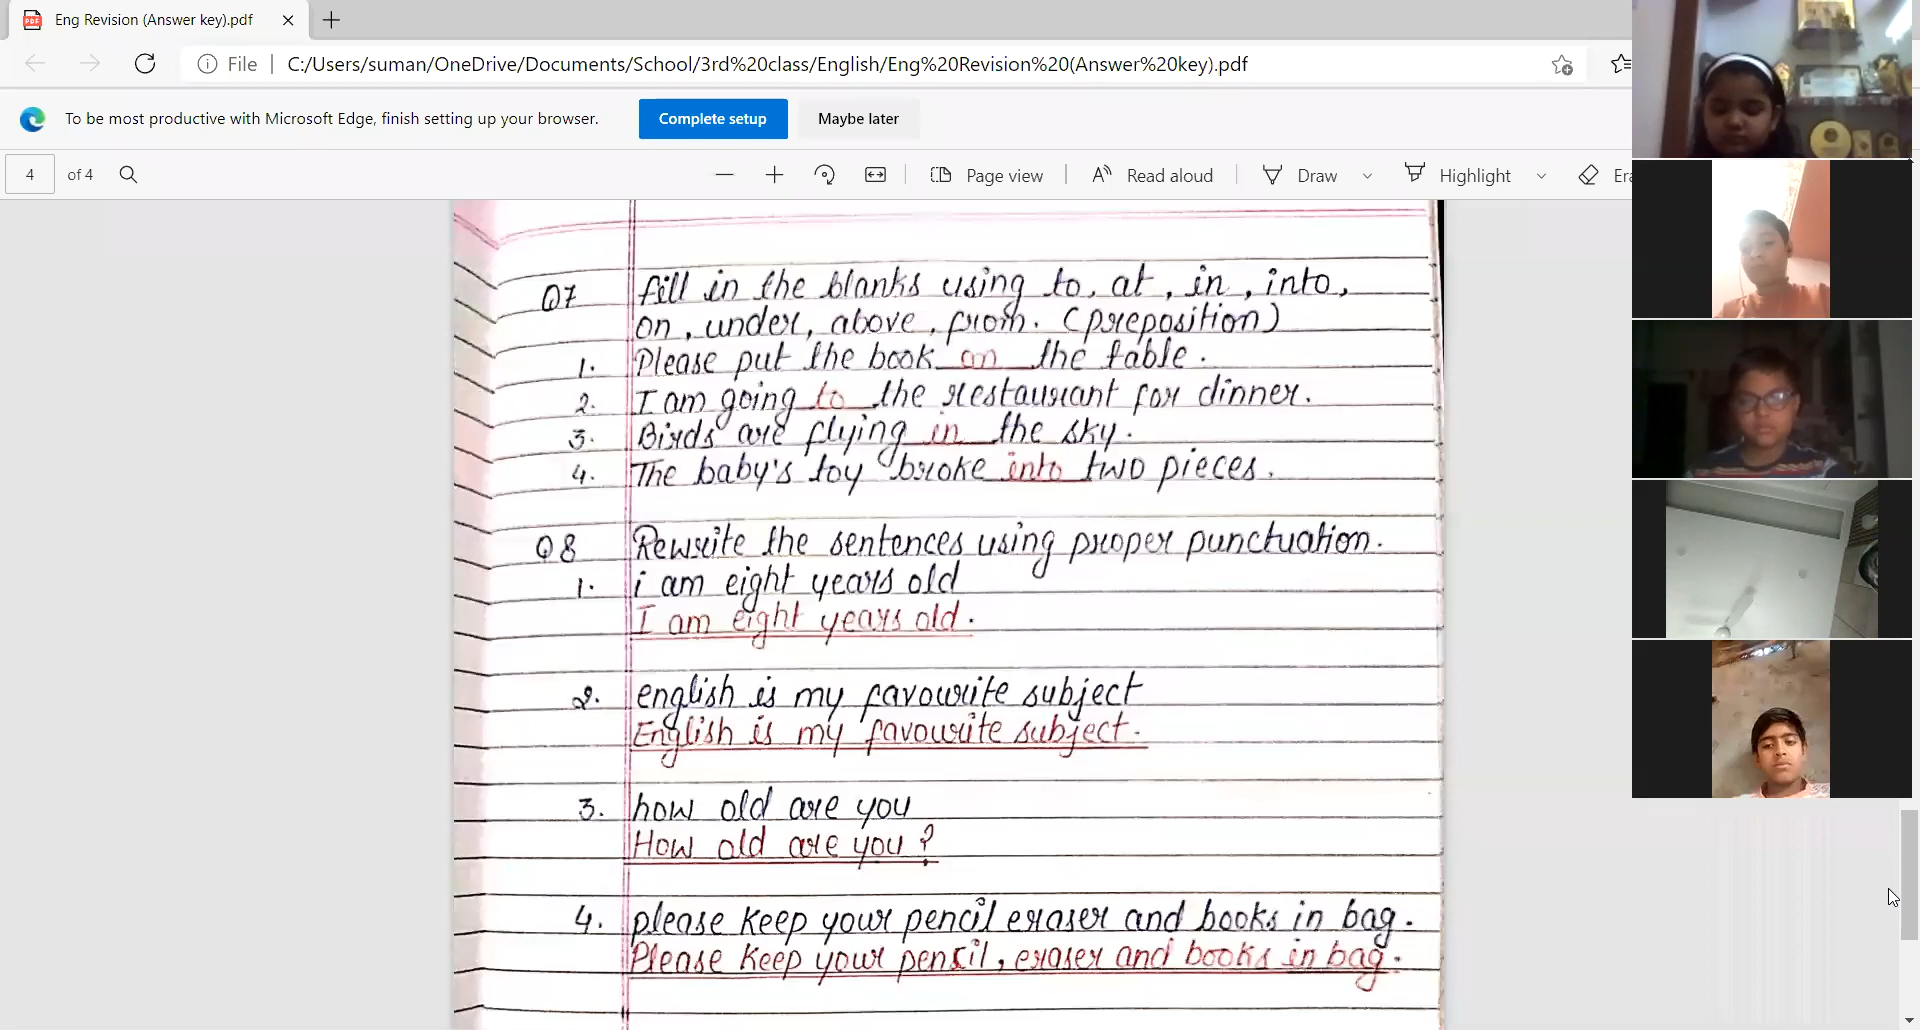 Eng Revision (Answer key).pdf
File | C:/Users/suman/OneDrive/Documents/School/3rd%20class/English/Eng%20Revision%20(Answer%20key).pdf
To be most productive with Microsoft Edge, finish setting up your browser. Complete setup Maybe later
4 of 4 Page view Read aloud Draw Highlight
Q7 fill in the blanks using to, at, in, into,
on, under, above, from. (preposition)
1. Please put the book on the table.
2. I am going to the restaurant for dinner.
3. Birds are flying in the sky.
4. The baby's toy broke into two pieces.
Q8 Rewrite the sentences using proper punctuation.
1. i am eight years old
I am eight years old.
2. english is my favourite subject
English is my favourite subject.
3. how old are you
How old are you?
4. please keep your pencil eraser and books in bag.
Please keep your pencil, eraser and books in bag.